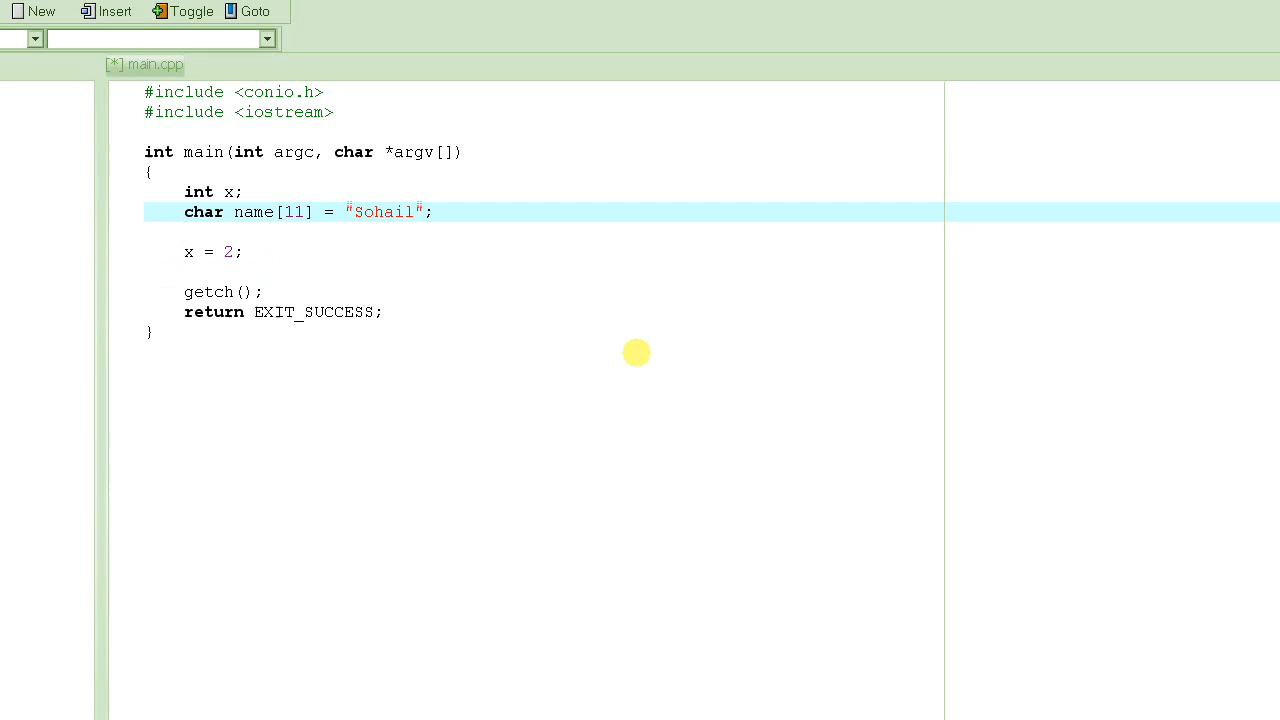 New Insert Toggle Goto
[*] main.cpp
#include <conio.h>
#include <iostream>
int main(int argc, char *argv[])
{
int x;
char name[11] = "Sohail";
x = 2;
getch();
return EXIT_SUCCESS;
}